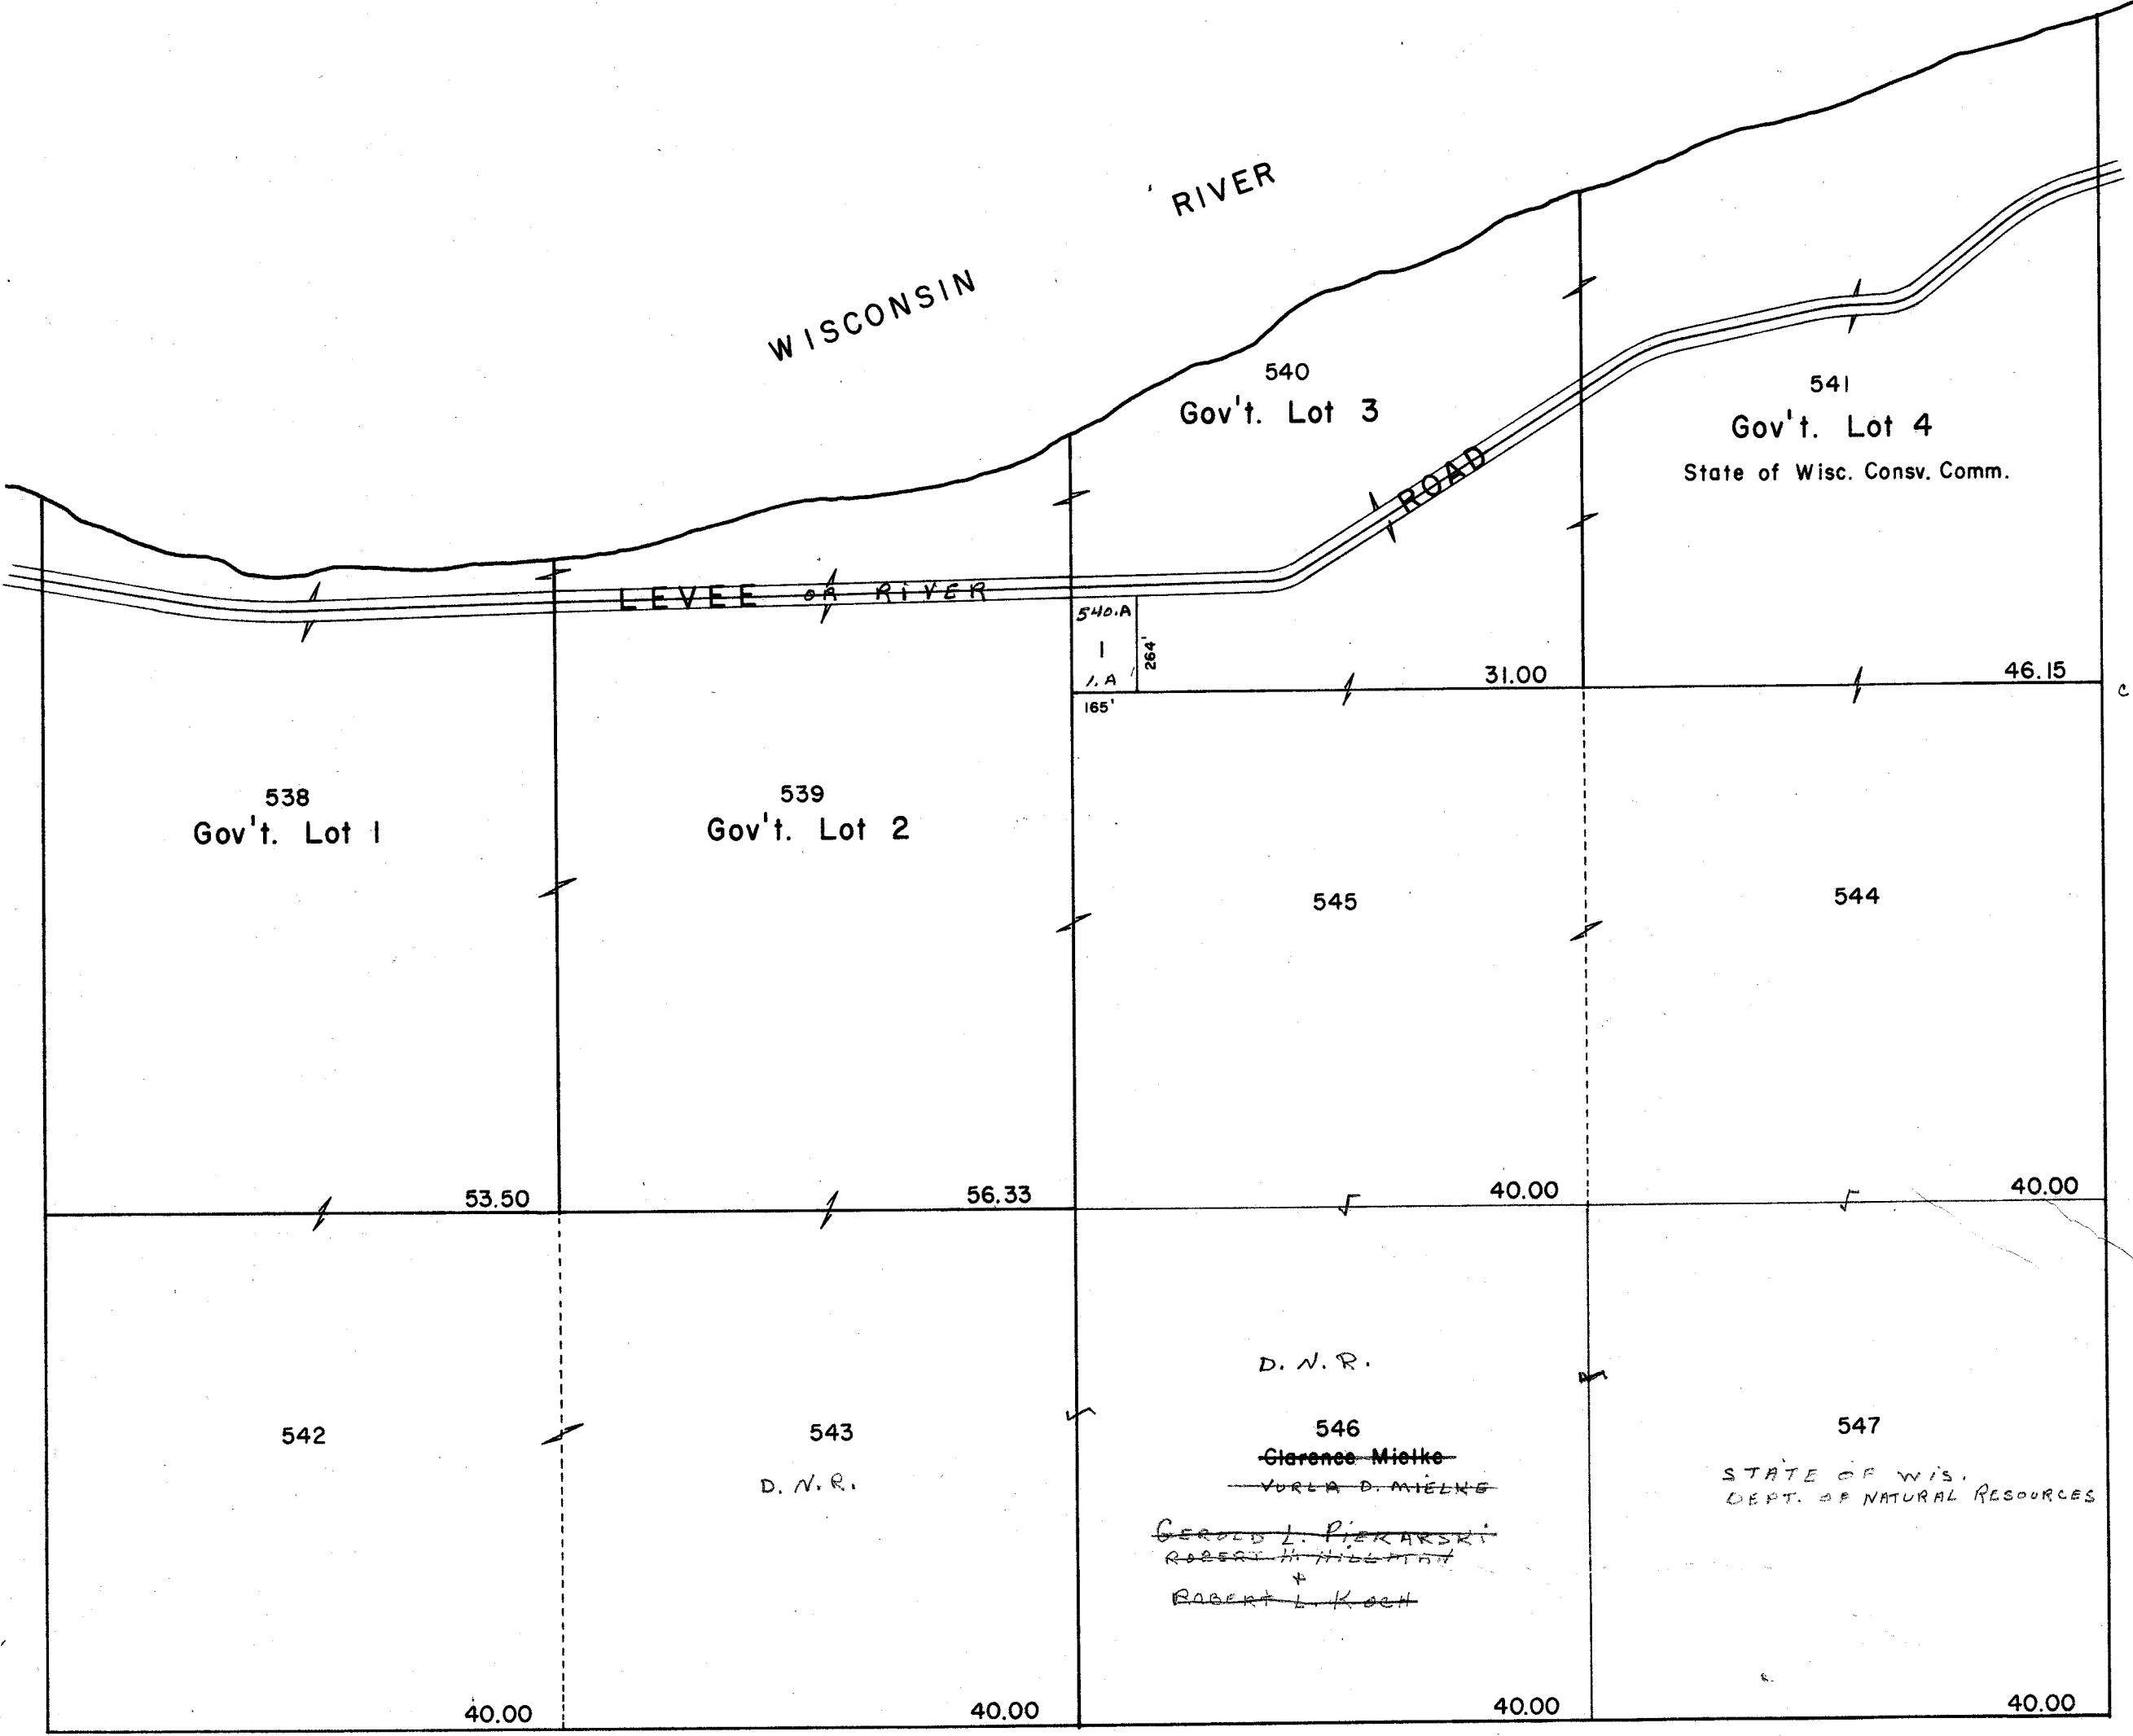 RIVER
WISCONSIN
540
Gov't. Lot 3
541
Gov't. Lot 4
State of Wisc. Consv. Comm.
ROAD
LEVEE OR RIVER
540.A
1
1.A
264'
165'
31.00
46.15
C
538
Gov't. Lot 1
539
Gov't. Lot 2
545
544
53.50
56.33
40.00
40.00
D.N.R.
542
543
D.N.R.
546
Clarence Mielke
VURLA D. MIELKE
GEROLD L. PIEKARSKI
ROBERT H. HILLMAN
+
ROBERT L. KOCH
547
STATE OF WIS.
DEPT. OF NATURAL RESOURCES
40.00
40.00
40.00
40.00